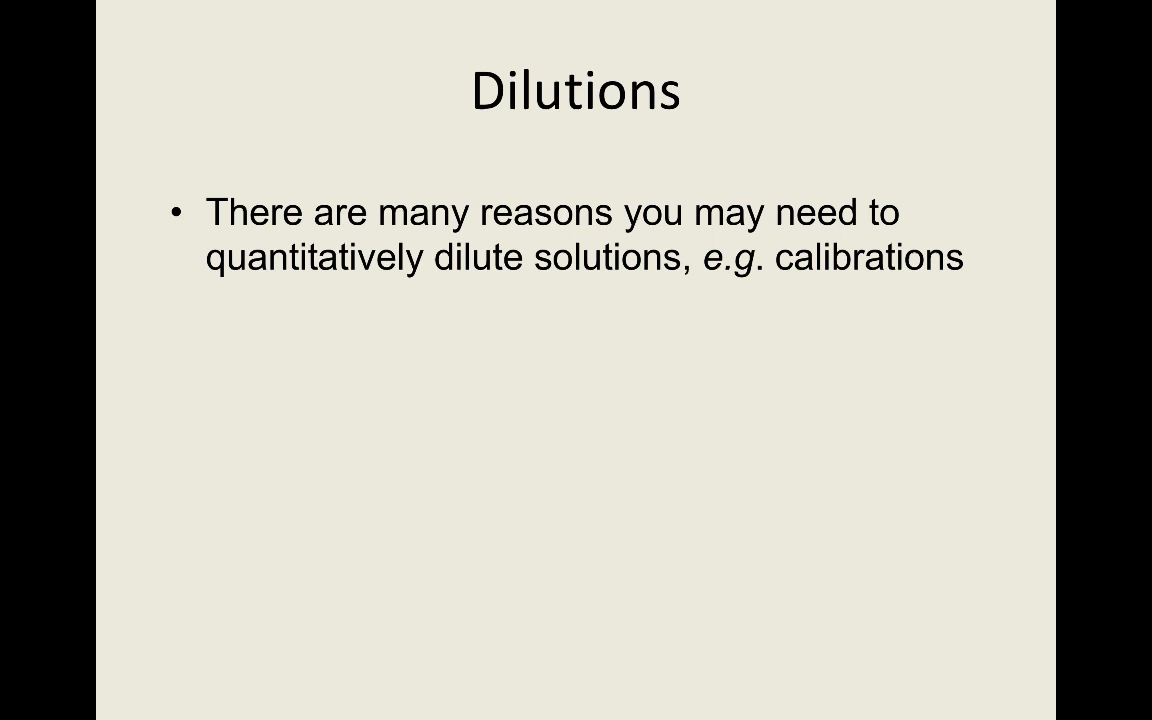 Dilutions
• There are many reasons you may need to
quantitatively dilute solutions, e.g. calibrations